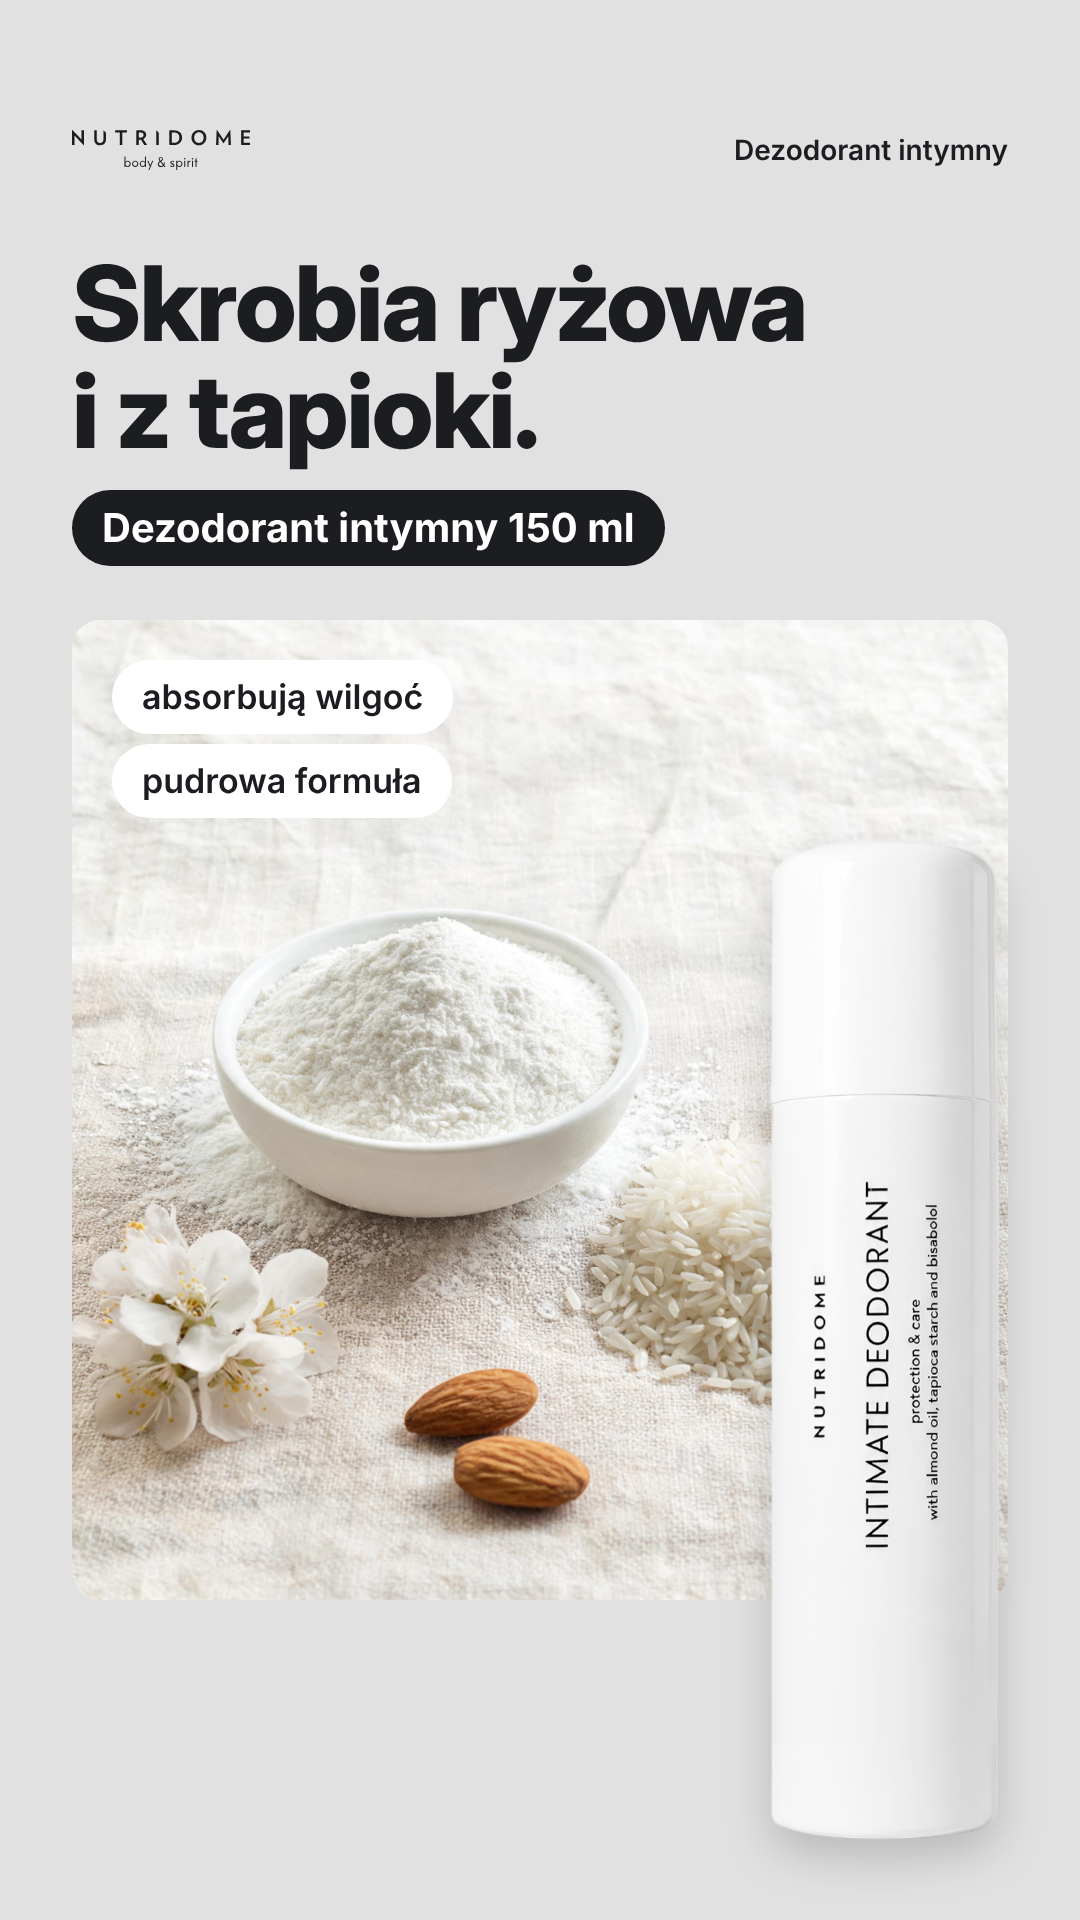 NUTRIDOME
body & spirit
Dezodorant intymny
Skrobia ryżowa
i z tapioki.
Dezodorant intymny 150 ml
absorbują wilgoć
pudrowa formuła
NUTRIDOME
INTIMATE DEODORANT
protection & care
with almond oil, tapioca starch and bisabolol